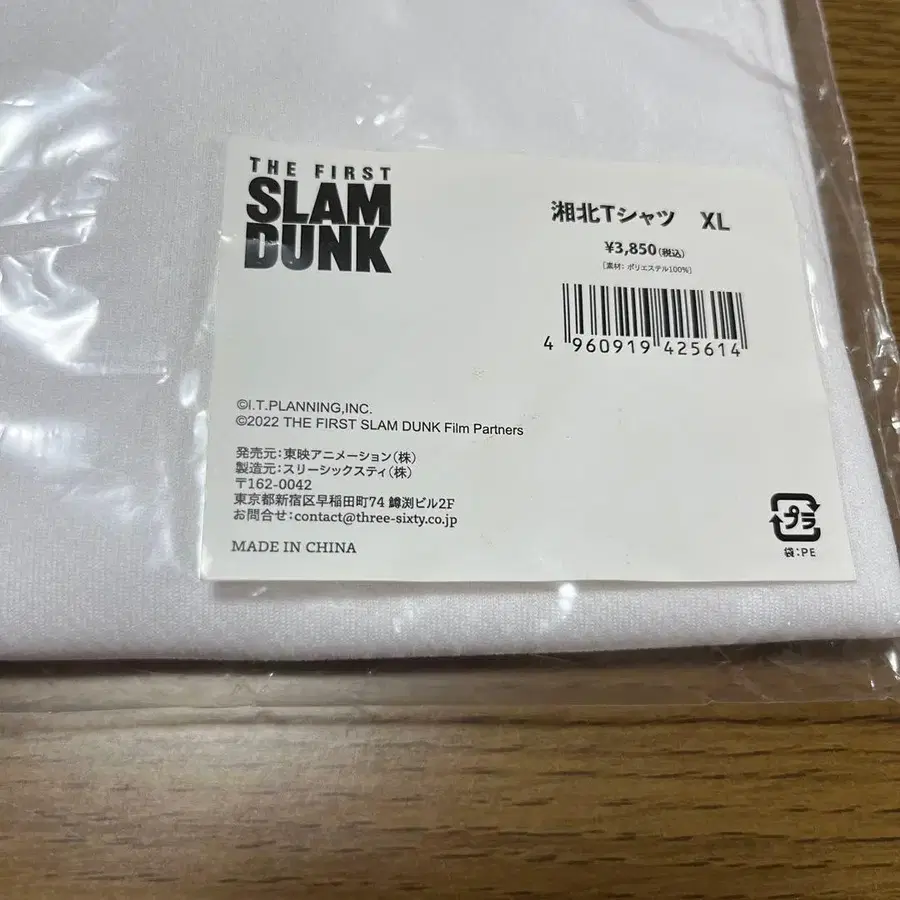 THE FIRST
SLAM
DUNK
湘北Tシャツ XL
¥3,850(税込)
[素材: ポリエステル100%]
4 960919 425614
©I.T.PLANNING,INC.
©2022 THE FIRST SLAM DUNK Film Partners
発売元:東映アニメーション(株)
製造元:スリーシックスティ(株)
〒162-0042
東京都新宿区早稲田町74 鱒渕ビル2F
お問合せ:contact@three-sixty.co.jp
MADE IN CHINA
プラ
袋:PE